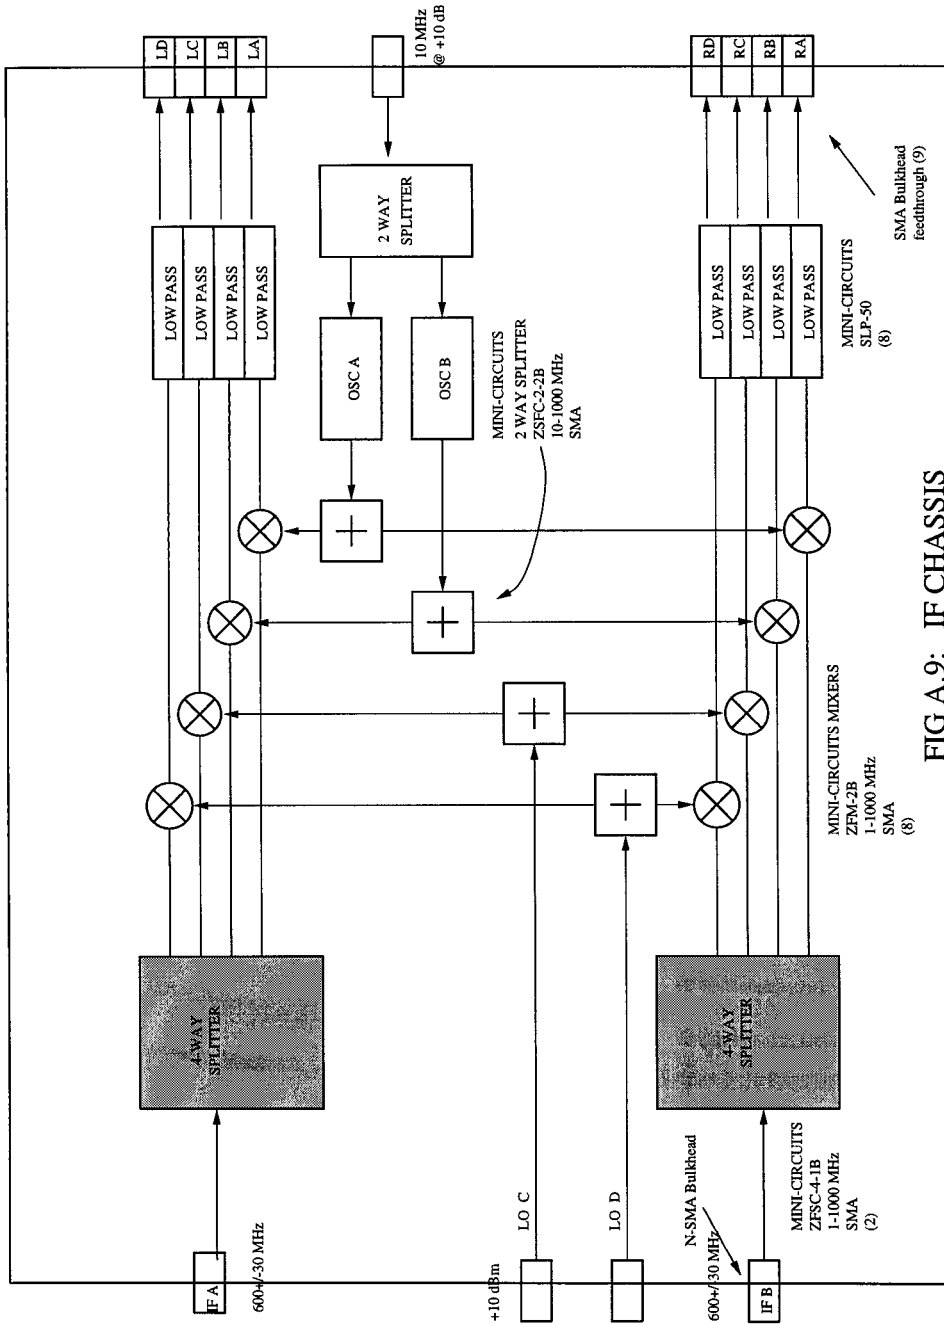 LD
LC
LB
LA
10 MHz
@ +10 dB
RD
RC
RB
RA
SMA Bulkhead
feedthrough (9)
2 WAY
SPLITTER
LOW PASS
LOW PASS
LOW PASS
LOW PASS
OSC A
OSC B
LOW PASS
LOW PASS
LOW PASS
LOW PASS
MINI-CIRCUITS
SLP-50
(8)
MINI-CIRCUITS
2 WAY SPLITTER
ZSFC-2-2B
10-1000 MHz
SMA
MINI-CIRCUITS MIXERS
ZFM-2B
1-1000 MHz
SMA
(8)
4-WAY
SPLITTER
4-WAY
SPLITTER
LO C
LO D
N-SMA Bulkhead
MINI-CIRCUITS
ZFSC-4-1B
1-1000 MHz
SMA
(2)
IF A
600+/-30 MHz
+10 dBm
600+/-30 MHz
IF B
FIG A.9: IF CHASSIS